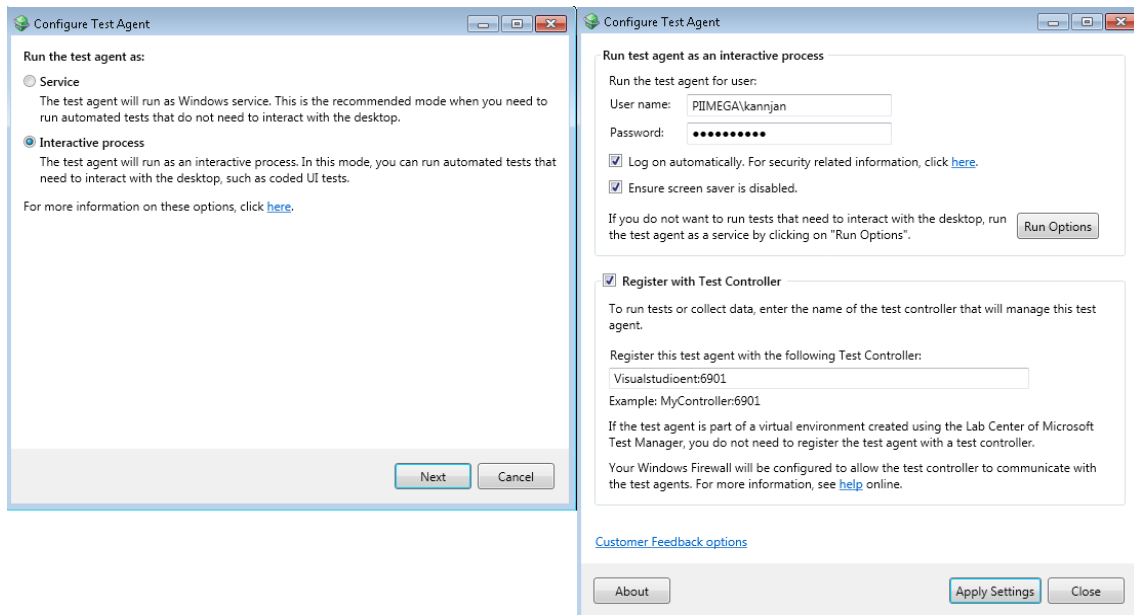 Configure Test Agent
Run the test agent as:
Service
The test agent will run as Windows service. This is the recommended mode when you need to
run automated tests that do not need to interact with the desktop.
Interactive process
The test agent will run as an interactive process. In this mode, you can run automated tests that
need to interact with the desktop, such as coded UI tests.
For more information on these options, click here.
Next
Cancel
Configure Test Agent
Run test agent as an interactive process
Run the test agent for user:
User name: PIIMEGA\kannjan
Password: ●●●●●●●●●●
Log on automatically. For security related information, click here.
Ensure screen saver is disabled.
If you do not want to run tests that need to interact with the desktop, run
the test agent as a service by clicking on "Run Options".
Run Options
Register with Test Controller
To run tests or collect data, enter the name of the test controller that will manage this test
agent.
Register this test agent with the following Test Controller:
Visualstudioent:6901
Example: MyController:6901
If the test agent is part of a virtual environment created using the Lab Center of Microsoft
Test Manager, you do not need to register the test agent with a test controller.
Your Windows Firewall will be configured to allow the test controller to communicate with
the test agents. For more information, see help online.
Customer Feedback options
About
Apply Settings
Close